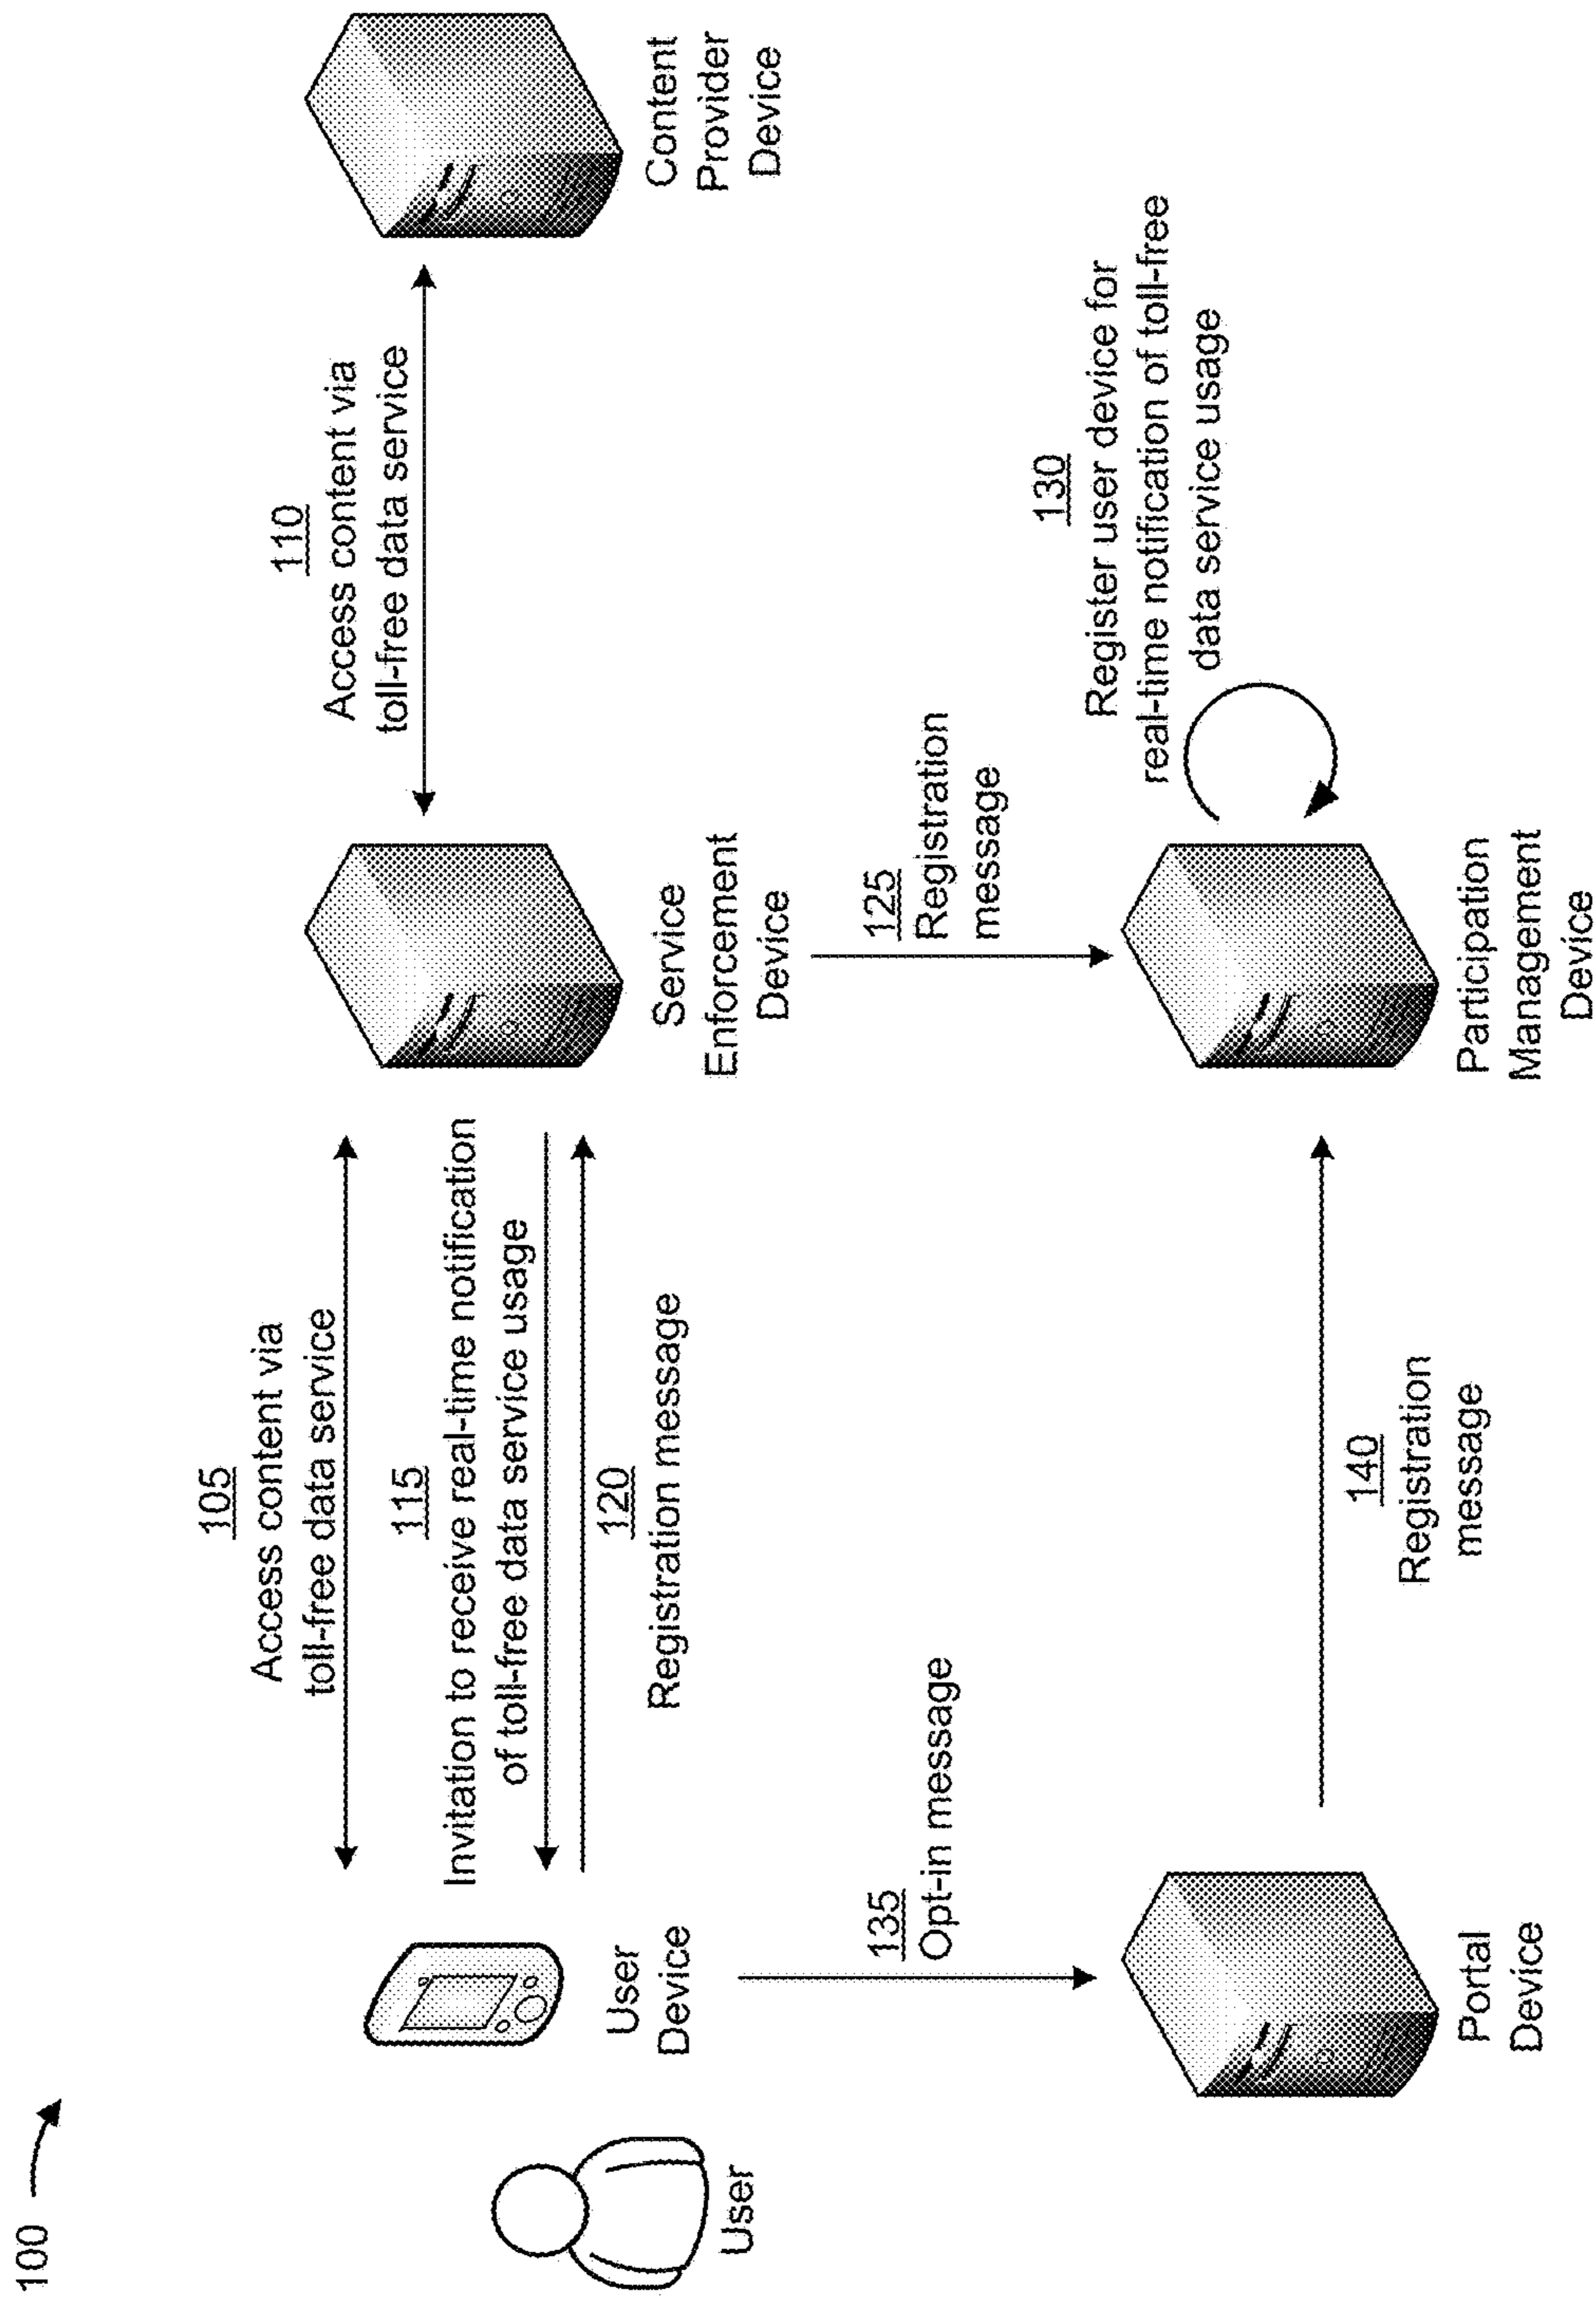 100
105
Access content via
toll-free data service
110
Access content via
toll-free data service
115
Invitation to receive real-time notification
of toll-free data service usage
120
Registration message
User
User
Device
Service
Enforcement
Device
Content
Provider
Device
135
Opt-in message
125
Registration
message
130
Register user device for
real-time notification of toll-free
data service usage
140
Registration
message
Portal
Device
Participation
Management
Device